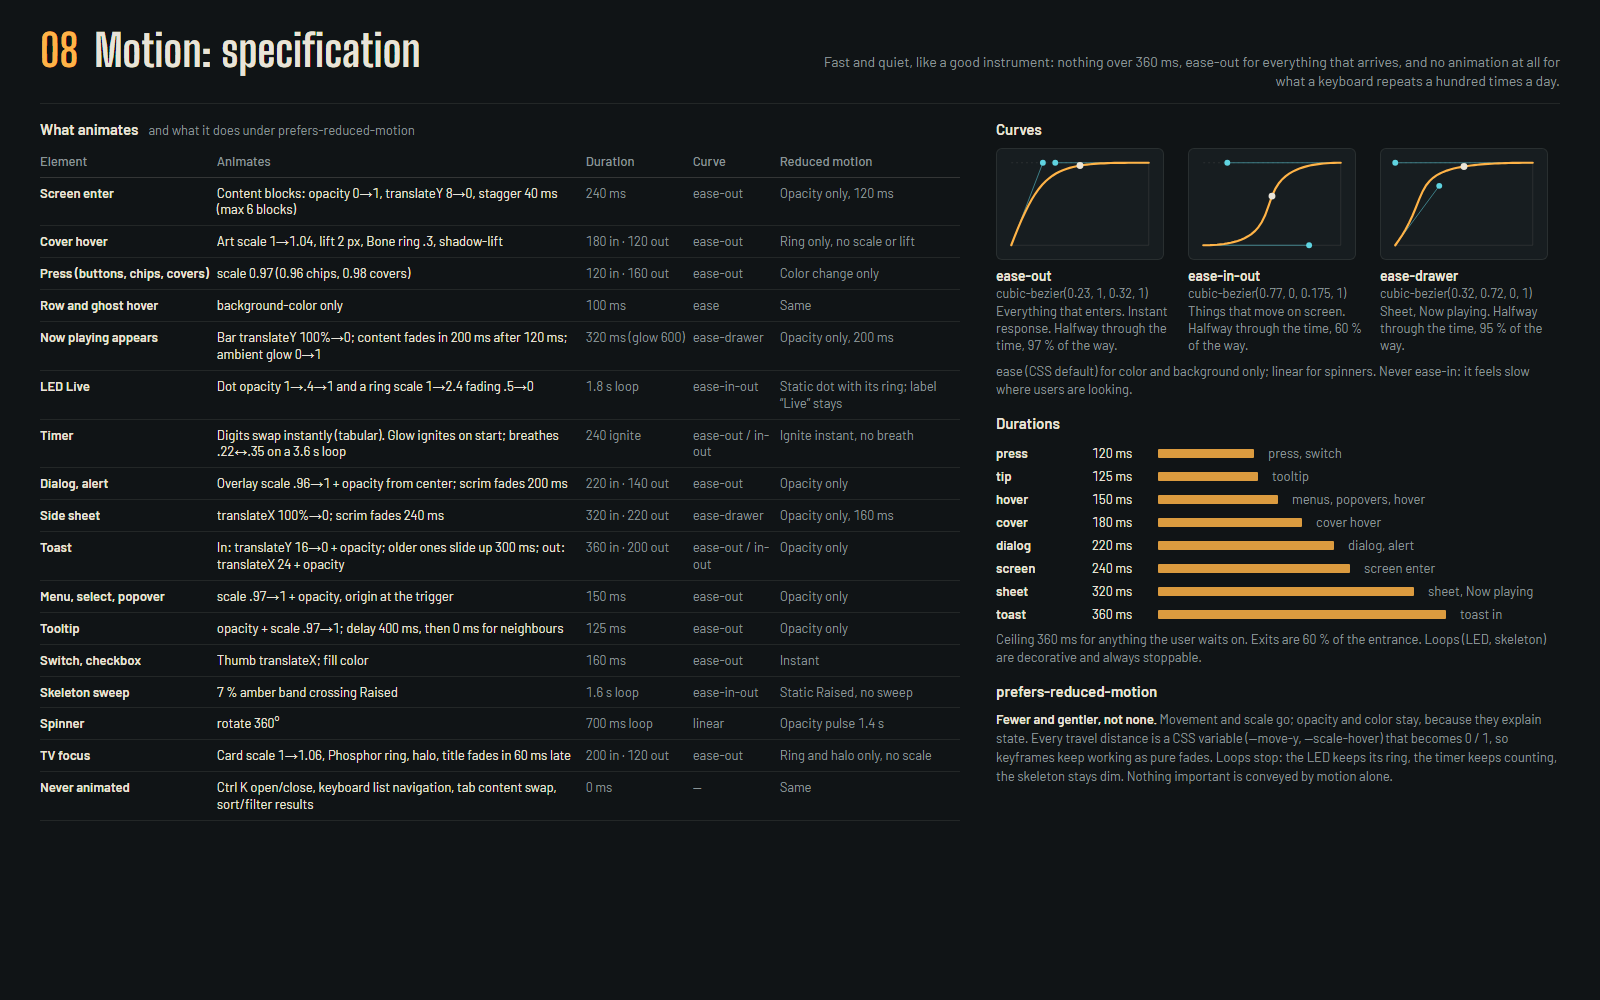 08 Motion: specification
Fast and quiet, like a good instrument: nothing over 360 ms, ease-out for everything that arrives, and no animation at all for
what a keyboard repeats a hundred times a day.
What animates and what it does under prefers-reduced-motion
Element Animates Duration Curve Reduced motion
Screen enter Content blocks: opacity 0→1, translateY 8→0, stagger 40 ms 240 ms ease-out Opacity only, 120 ms
(max 6 blocks)
Cover hover Art scale 1→1.04, lift 2 px, Bone ring .3, shadow-lift 180 in · 120 out ease-out Ring only, no scale or lift
Press (buttons, chips, covers) scale 0.97 (0.96 chips, 0.98 covers) 120 in · 160 out ease-out Color change only
Row and ghost hover background-color only 100 ms ease Same
Now playing appears Bar translateY 100%→0; content fades in 200 ms after 120 ms; 320 ms (glow 600) ease-drawer Opacity only, 200 ms
ambient glow 0→1
LED Live Dot opacity 1→.4→1 and a ring scale 1→2.4 fading .5→0 1.8 s loop ease-in-out Static dot with its ring; label
“Live” stays
Timer Digits swap instantly (tabular). Glow ignites on start; breathes 240 ignite ease-out / in- Ignite instant, no breath
.22↔.35 on a 3.6 s loop out
Dialog, alert Overlay scale .96→1 + opacity from center; scrim fades 200 ms 220 in · 140 out ease-out Opacity only
Side sheet translateX 100%→0; scrim fades 240 ms 320 in · 220 out ease-drawer Opacity only, 160 ms
Toast In: translateY 16→0 + opacity; older ones slide up 300 ms; out: 360 in · 200 out ease-out / in- Opacity only
translateX 24 + opacity out
Menu, select, popover scale .97→1 + opacity, origin at the trigger 150 ms ease-out Opacity only
Tooltip opacity + scale .97→1; delay 400 ms, then 0 ms for neighbours 125 ms ease-out Opacity only
Switch, checkbox Thumb translateX; fill color 160 ms ease-out Instant
Skeleton sweep 7 % amber band crossing Raised 1.6 s loop ease-in-out Static Raised, no sweep
Spinner rotate 360° 700 ms loop linear Opacity pulse 1.4 s
TV focus Card scale 1→1.06, Phosphor ring, halo, title fades in 60 ms late 200 in · 120 out ease-out Ring and halo only, no scale
Never animated Ctrl K open/close, keyboard list navigation, tab content swap, 0 ms — Same
sort/filter results
Curves
ease-out
cubic-bezier(0.23, 1, 0.32, 1)
Everything that enters. Instant
response. Halfway through the
time, 97 % of the way.
ease-in-out
cubic-bezier(0.77, 0, 0.175, 1)
Things that move on screen.
Halfway through the time, 60 %
of the way.
ease-drawer
cubic-bezier(0.32, 0.72, 0, 1)
Sheet, Now playing. Halfway
through the time, 95 % of the
way.
ease (CSS default) for color and background only; linear for spinners. Never ease-in: it feels slow
where users are looking.
Durations
press 120 ms press, switch
tip 125 ms tooltip
hover 150 ms menus, popovers, hover
cover 180 ms cover hover
dialog 220 ms dialog, alert
screen 240 ms screen enter
sheet 320 ms sheet, Now playing
toast 360 ms toast in
Ceiling 360 ms for anything the user waits on. Exits are 60 % of the entrance. Loops (LED, skeleton)
are decorative and always stoppable.
prefers-reduced-motion
Fewer and gentler, not none. Movement and scale go; opacity and color stay, because they explain
state. Every travel distance is a CSS variable (—move-y, —scale-hover) that becomes 0 / 1, so
keyframes keep working as pure fades. Loops stop: the LED keeps its ring, the timer keeps counting,
the skeleton stays dim. Nothing important is conveyed by motion alone.